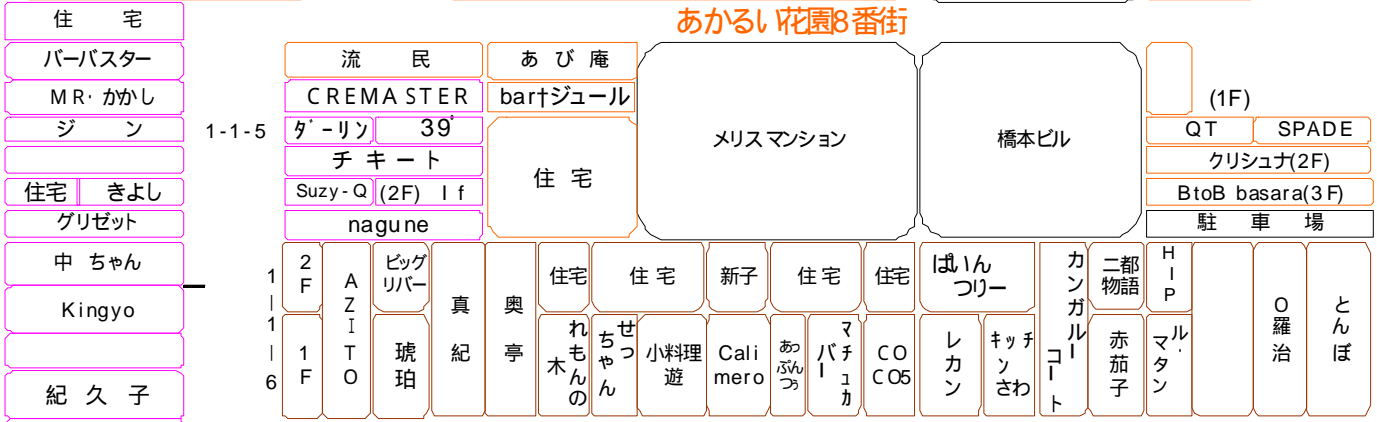 あかるい花園8番街
住 宅
バーバスター
MR・かかし
ジン
住宅 きよし
グリゼット
中 ちゃん
Kingyo
紀久子
1-1-5
流 民
CREMASTER
ダーリン 39°
チキート
Suzy-Q (2F) If
nagune
あび庵
bar†ジュール
住 宅
メリスマンション
橋本ビル
(1F)
QT SPADE
クリシュナ(2F)
BtoB basara(3F)
駐 車 場
1|1|6
2F
1F
AZITO
ビッグ
リバー
琥珀
真紀
奥亭
住宅
れもんの
木
住宅
せっ
ちゃん
小料理
遊
新子
Cali
mero
住宅
あっぷんつぅ
マチュカ
バー
住宅
CO
CO5
ぱいん
つりー
レカン
キッチ
ン
さわ
カンガルー
コート
二都
物語
赤茄子
HIP
ル・
マタン
O羅治
とんぼ